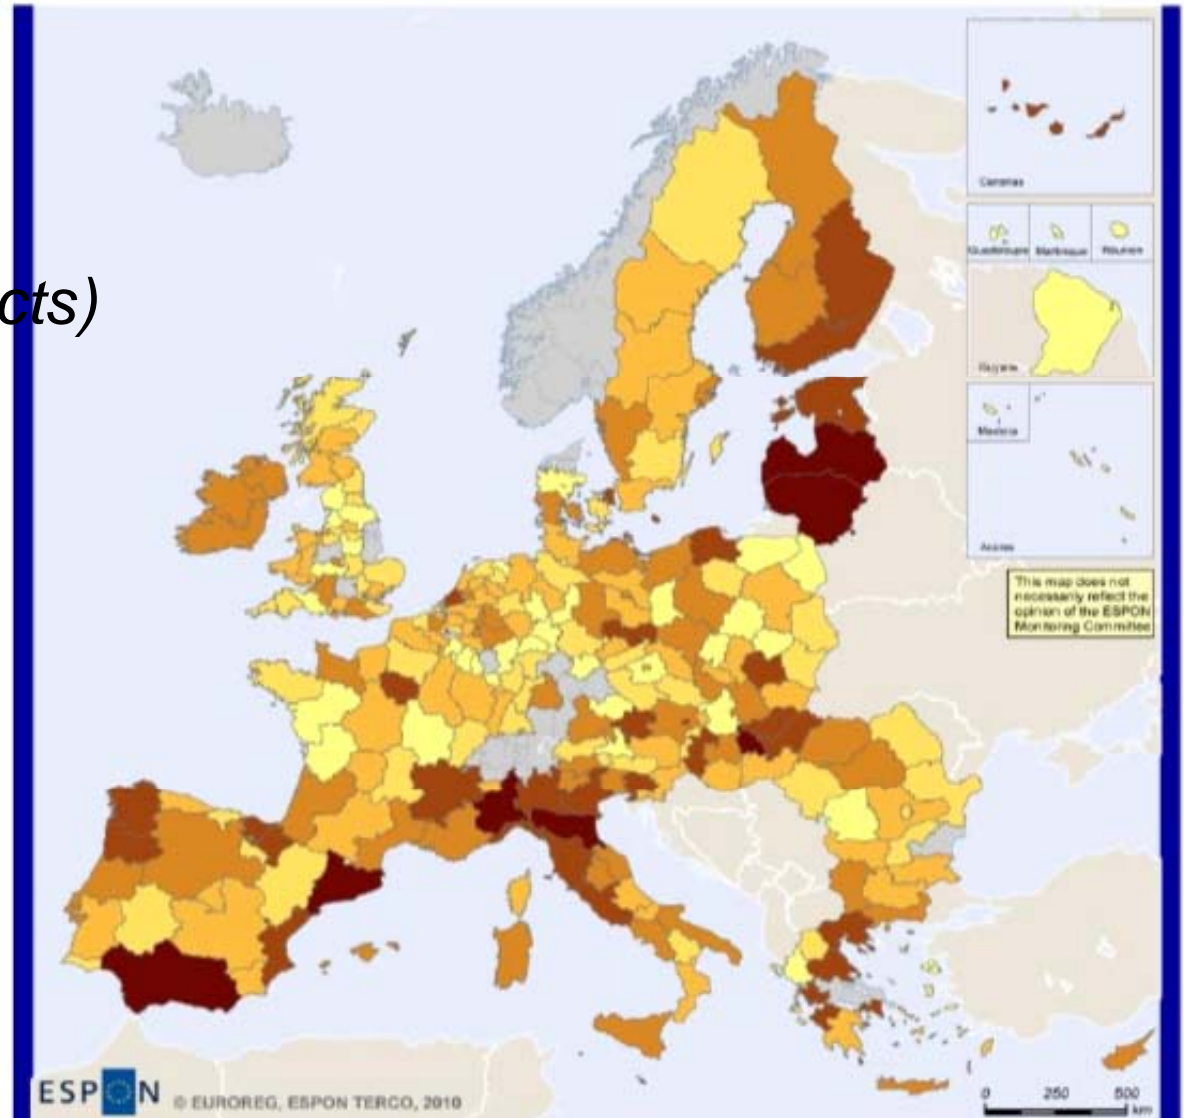 cts)
Canarias
Guadeloupe Martinique Réunion
Guyane
Madeira
Acores
This map does not
necessarily reflect the
opinion of the ESPON
Monitoring Committee
ESPON © EUROREG, ESPON TERCO, 2010
0 250 500
km